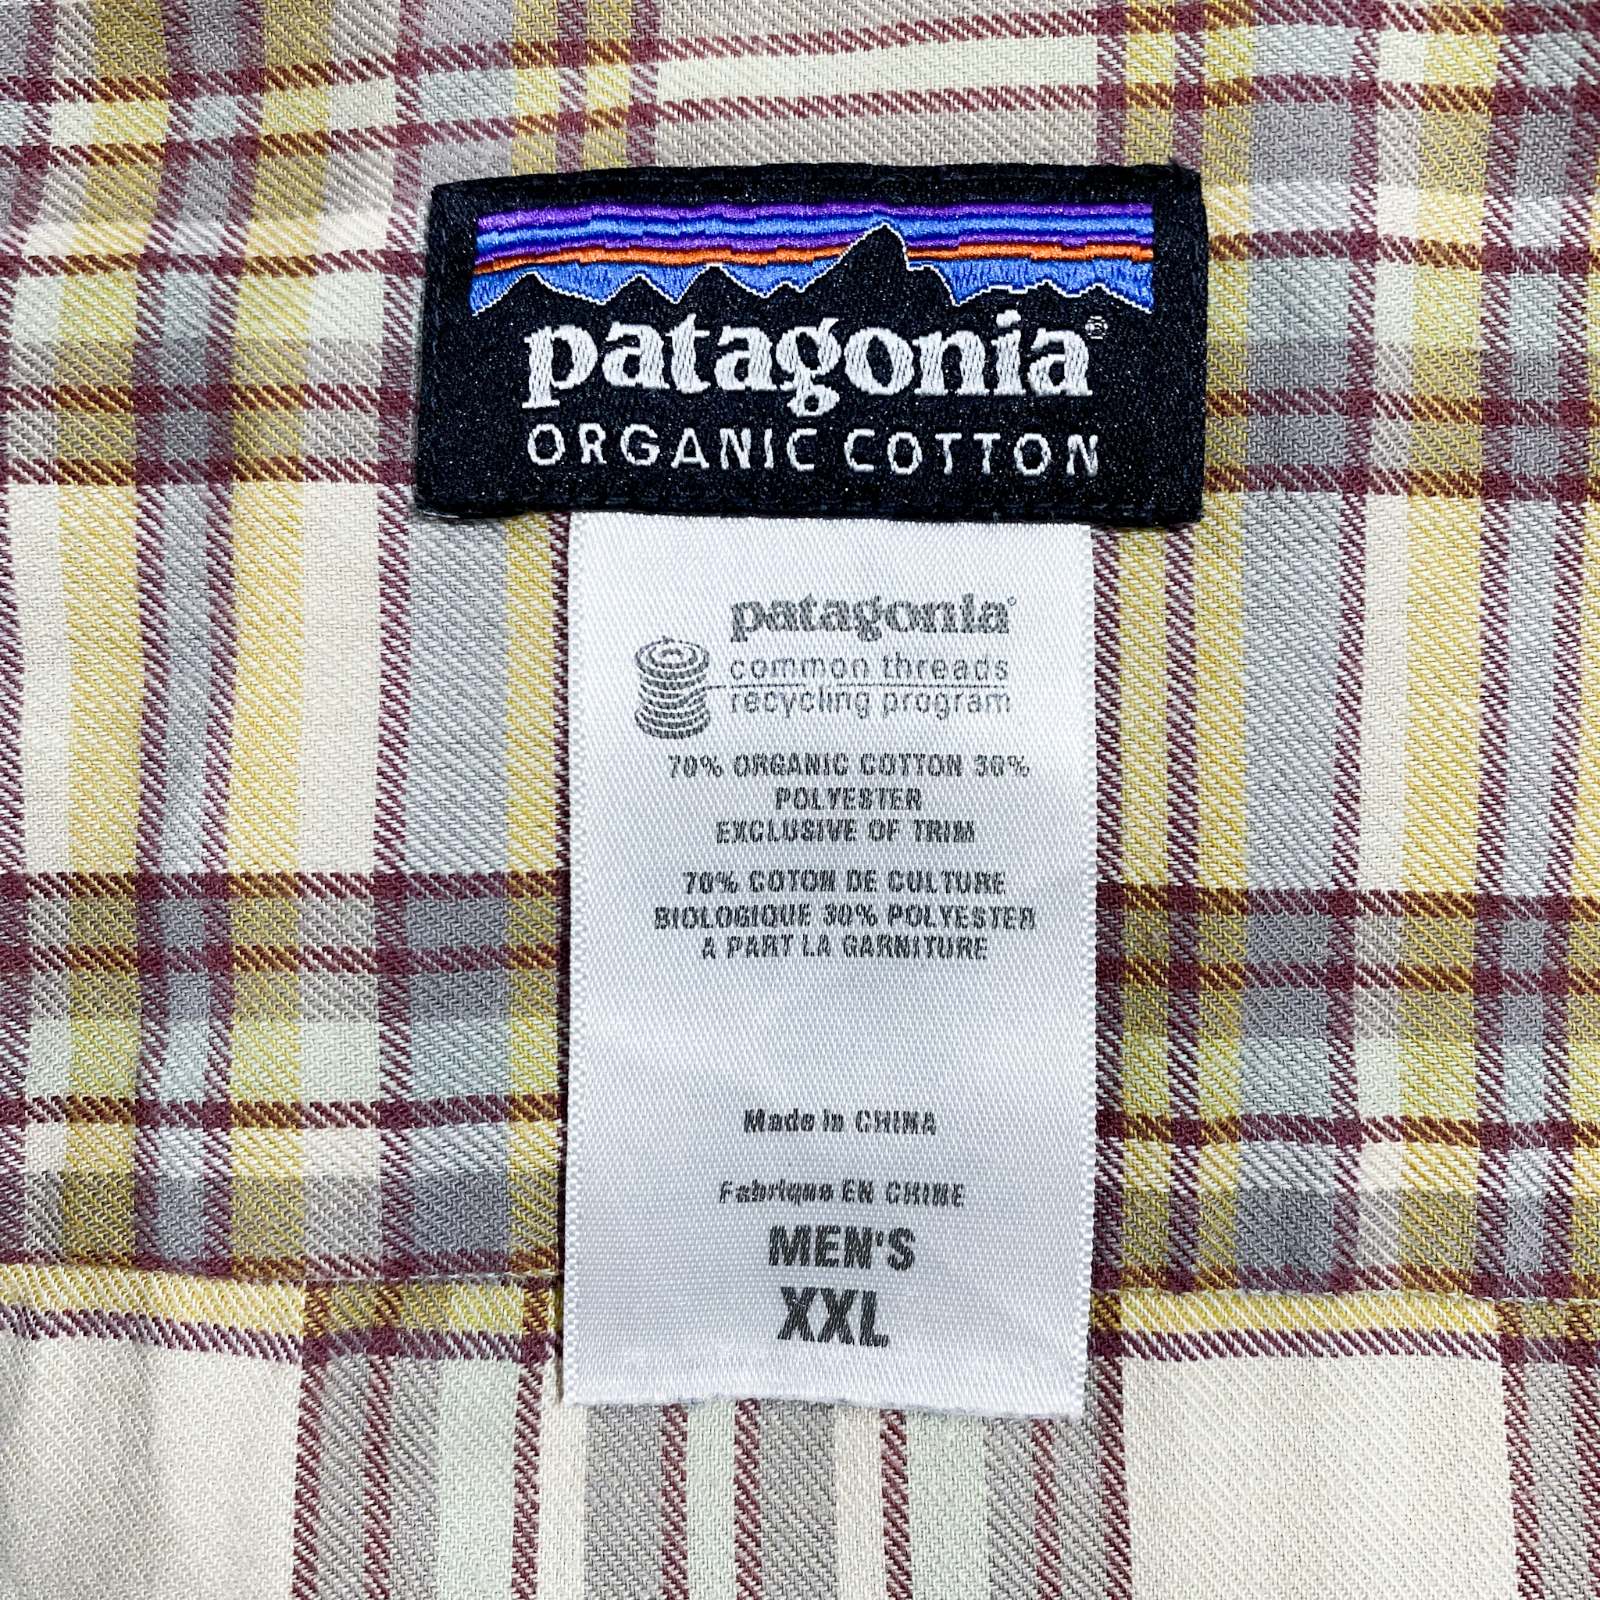 patagonia®
ORGANIC COTTON
patagonia®
common threads
recycling program
70% ORGANIC COTTON 30%
POLYESTER
EXCLUSIVE OF TRIM
70% COTON DE CULTURE
BIOLOGIQUE 30% POLYESTER
A PART LA GARNITURE
Made in CHINA
Fabrique EN CHINE
MEN'S
XXL